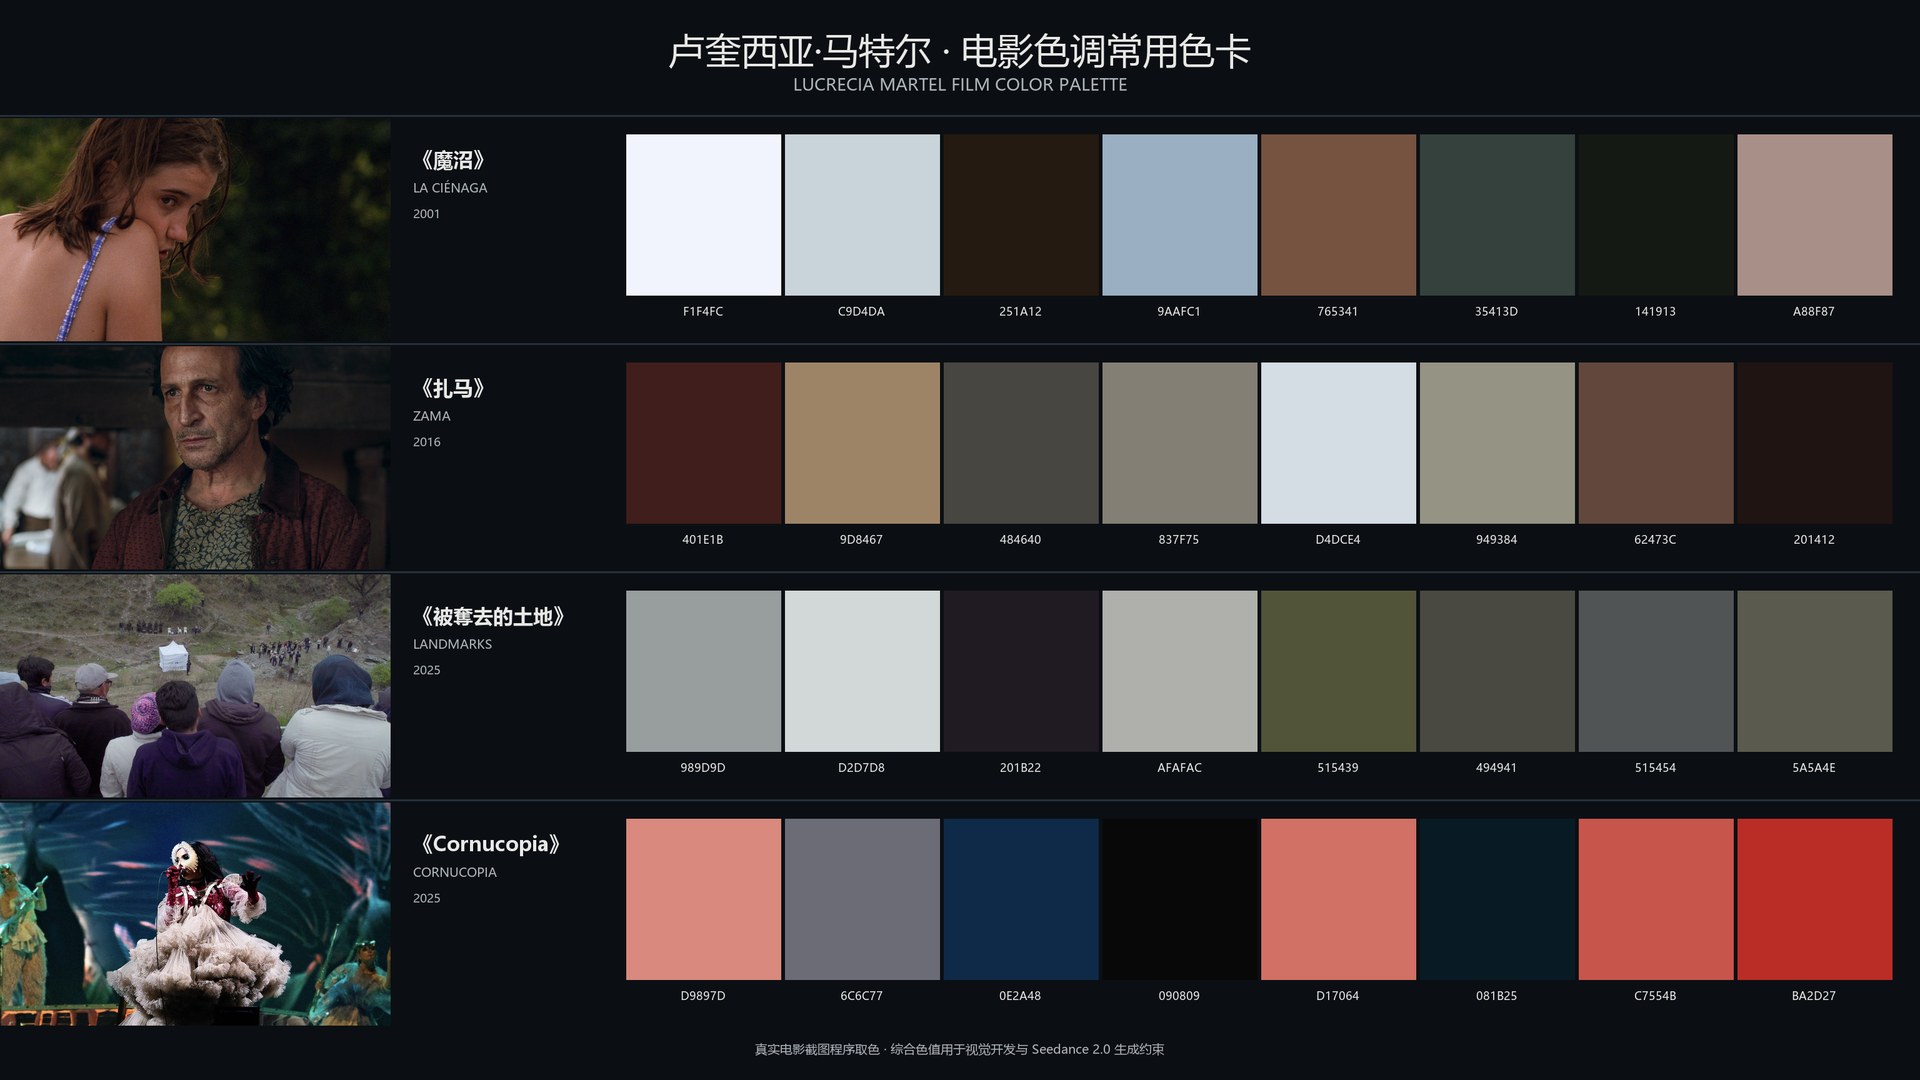 卢奎西亚·马特尔 · 电影色调常用色卡
LUCRECIA MARTEL FILM COLOR PALETTE
《魔沼》
LA CIÉNAGA
2001
F1F4FC C9D4DA 251A12 9AAFC1 765341 35413D 141913 A88F87
《扎马》
ZAMA
2016
401E1B 9D8467 484640 837F75 D4DCE4 949384 62473C 201412
《被奪去的土地》
LANDMARKS
2025
989D9D D2D7D8 201B22 AFAFAC 515439 494941 515454 5A5A4E
《Cornucopia》
CORNUCOPIA
2025
D9897D 6C6C77 0E2A48 090809 D17064 081B25 C7554B BA2D27
真实电影截图程序取色 · 综合色值用于视觉开发与 Seedance 2.0 生成约束